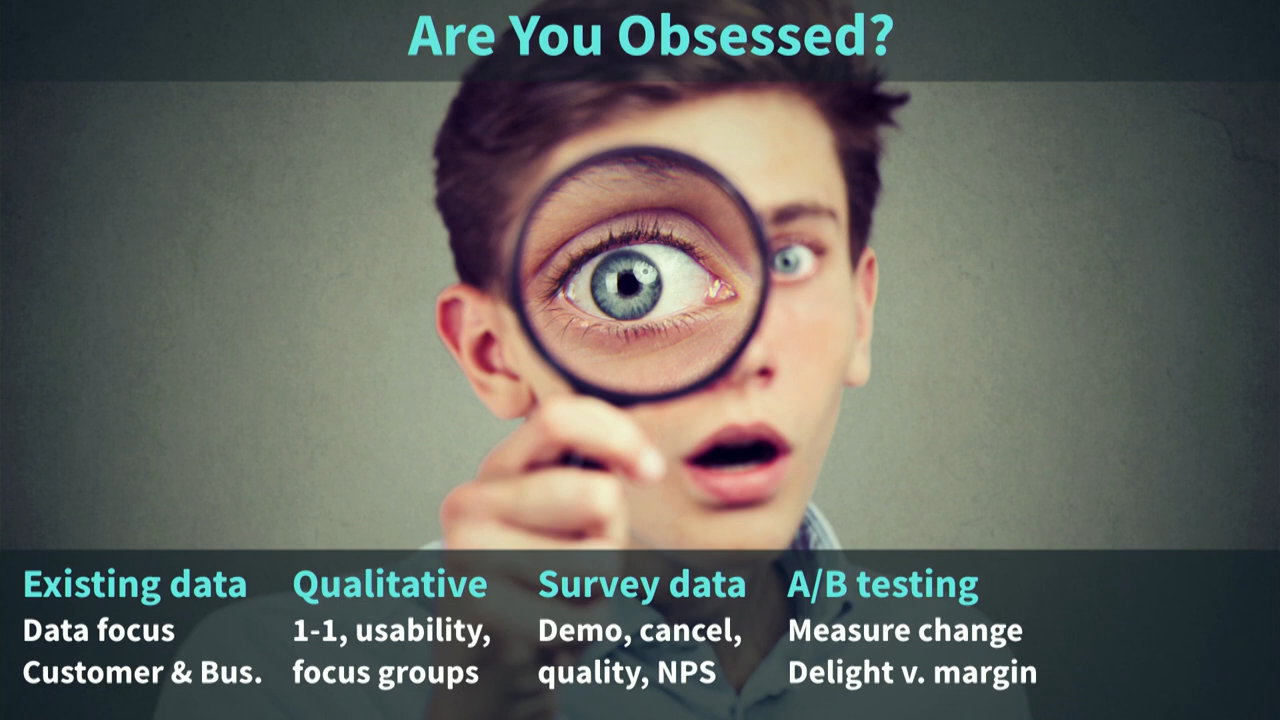 Are You Obsessed?
Existing data
Data focus
Customer & Bus.
Qualitative
1-1, usability,
focus groups
Survey data
Demo, cancel,
quality, NPS
A/B testing
Measure change
Delight v. margin